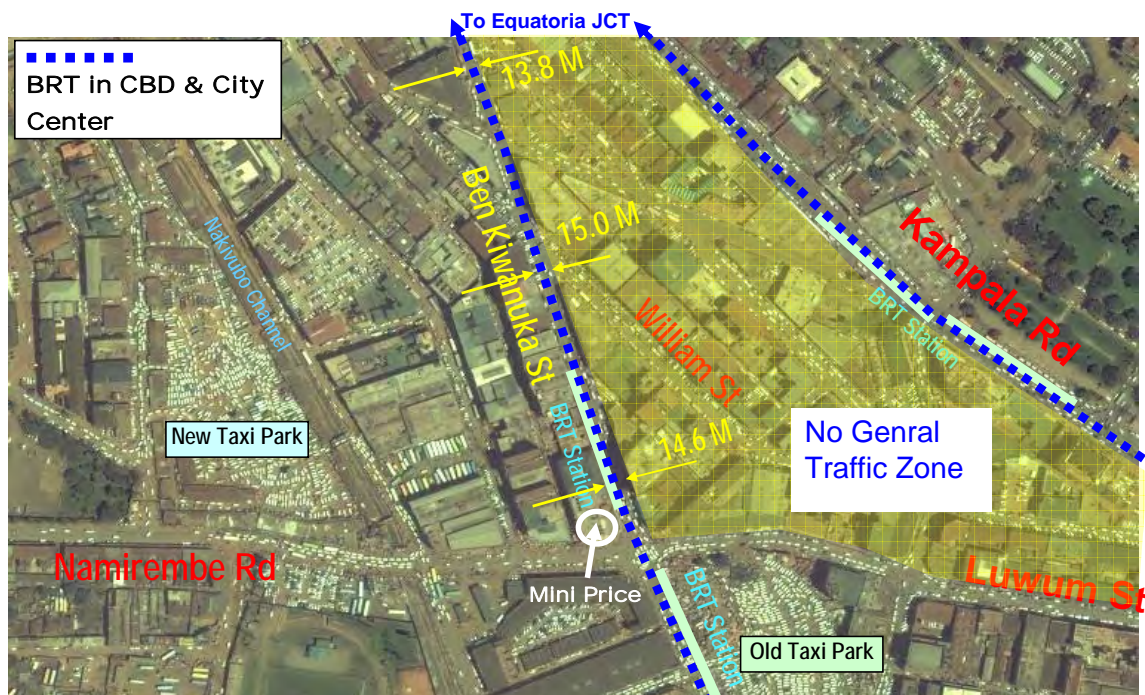 To Equatoria JCT
BRT in CBD & City
Center
13.8 M
Ben Kiwanuka St
15.0 M
Kampala Rd
BRT Station
Nakivubo Channel
William St
New Taxi Park
BRT Station
14.6 M
No Genral
Traffic Zone
Namirembe Rd
Mini Price
Luwum St
BRT Station
Old Taxi Park